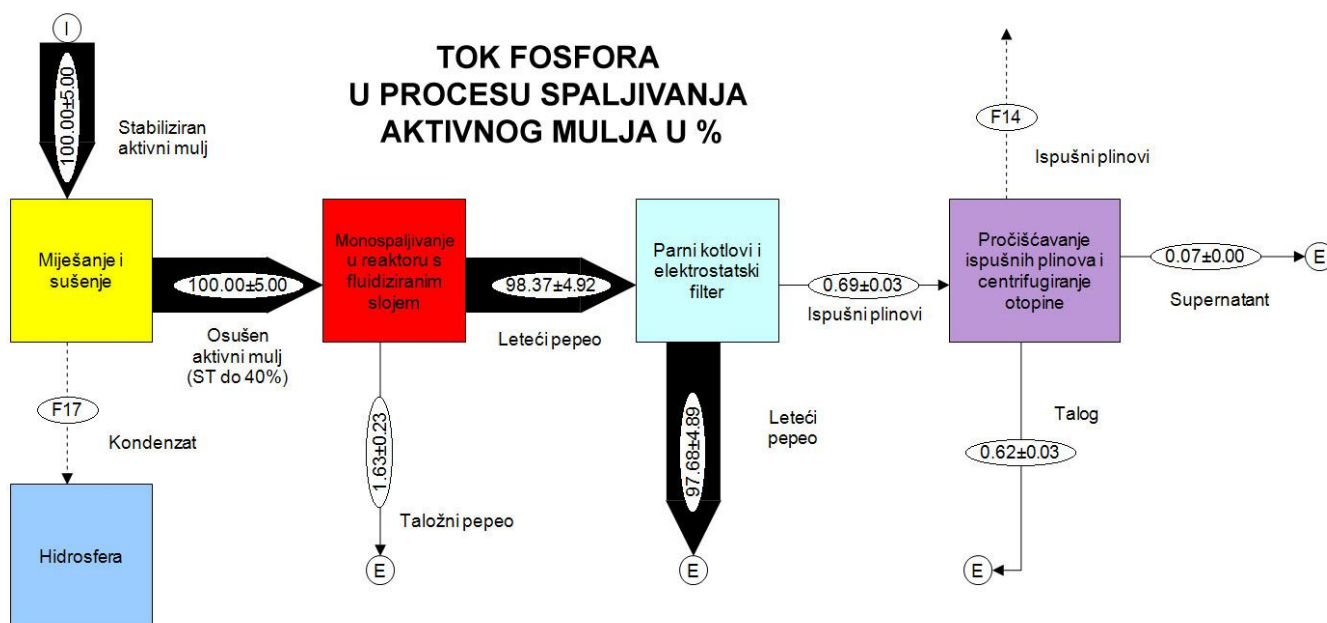 I
100.00±5.00
Stabiliziran
aktivni mulj
TOK FOSFORA
U PROCESU SPALJIVANJA
AKTIVNOG MULJA U %
F14
Ispušni plinovi
Miješanje i
sušenje
100.00±5.00
Osušen
aktivni mulj
(ST do 40%)
Monospaljivanje
u reaktoru s
fluidiziranim
slojem
98.37±4.92
Leteći pepeo
Parni kotlovi i
elektrostatski
filter
0.69±0.03
Ispušni plinovi
Pročišćavanje
ispušnih plinova i
centrifugiranje
otopine
0.07±0.00
E
Supernatant
F17
Kondenzat
Hidrosfera
1.63±0.23
Taložni pepeo
E
97.68±4.89
Leteći
pepeo
E
Talog
0.62±0.03
E